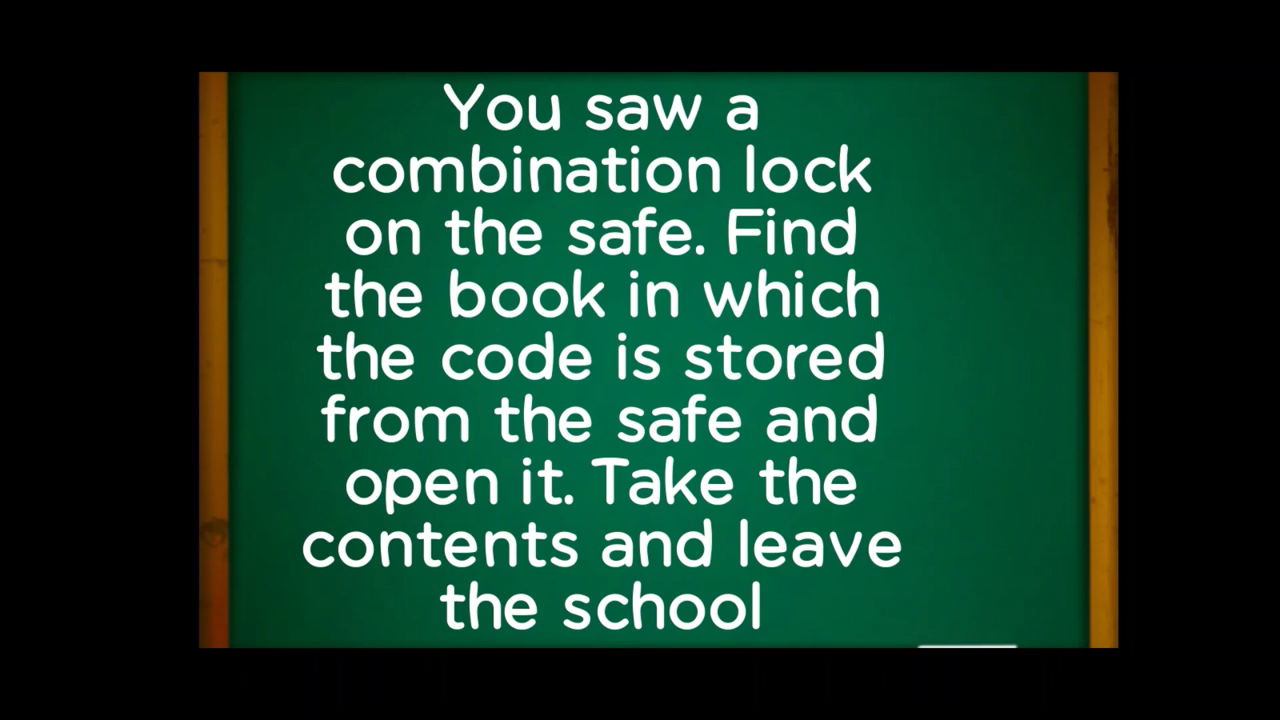 You saw a
combination lock
on the safe. Find
the book in which
the code is stored
from the safe and
open it. Take the
contents and leave
the school